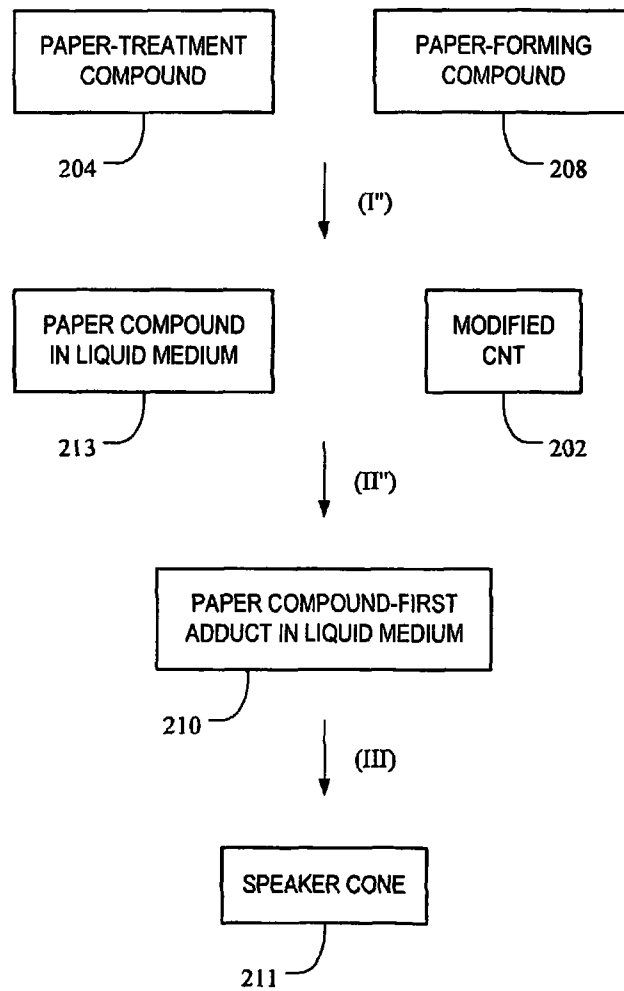 PAPER-TREATMENT
COMPOUND
PAPER-FORMING
COMPOUND
204
208
(I")
PAPER COMPOUND
IN LIQUID MEDIUM
MODIFIED
CNT
213
202
(II")
PAPER COMPOUND-FIRST
ADDUCT IN LIQUID MEDIUM
210
(III)
SPEAKER CONE
211